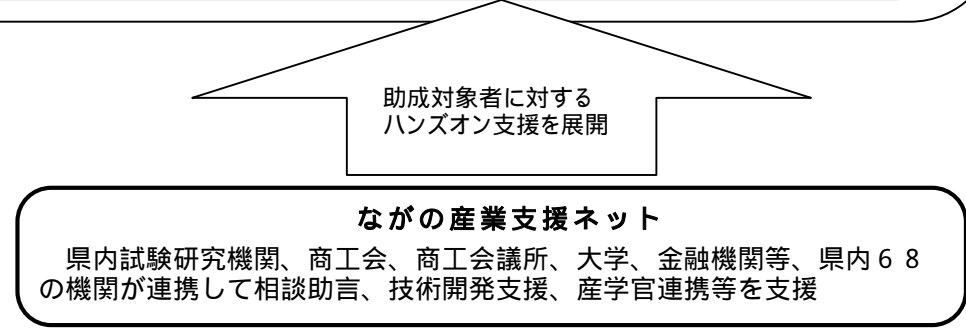 助成対象者に対する
ハンズオン支援を展開
ながの産業支援ネット
　県内試験研究機関、商工会、商工会議所、大学、金融機関等、県内６８
の機関が連携して相談助言、技術開発支援、産学官連携等を支援